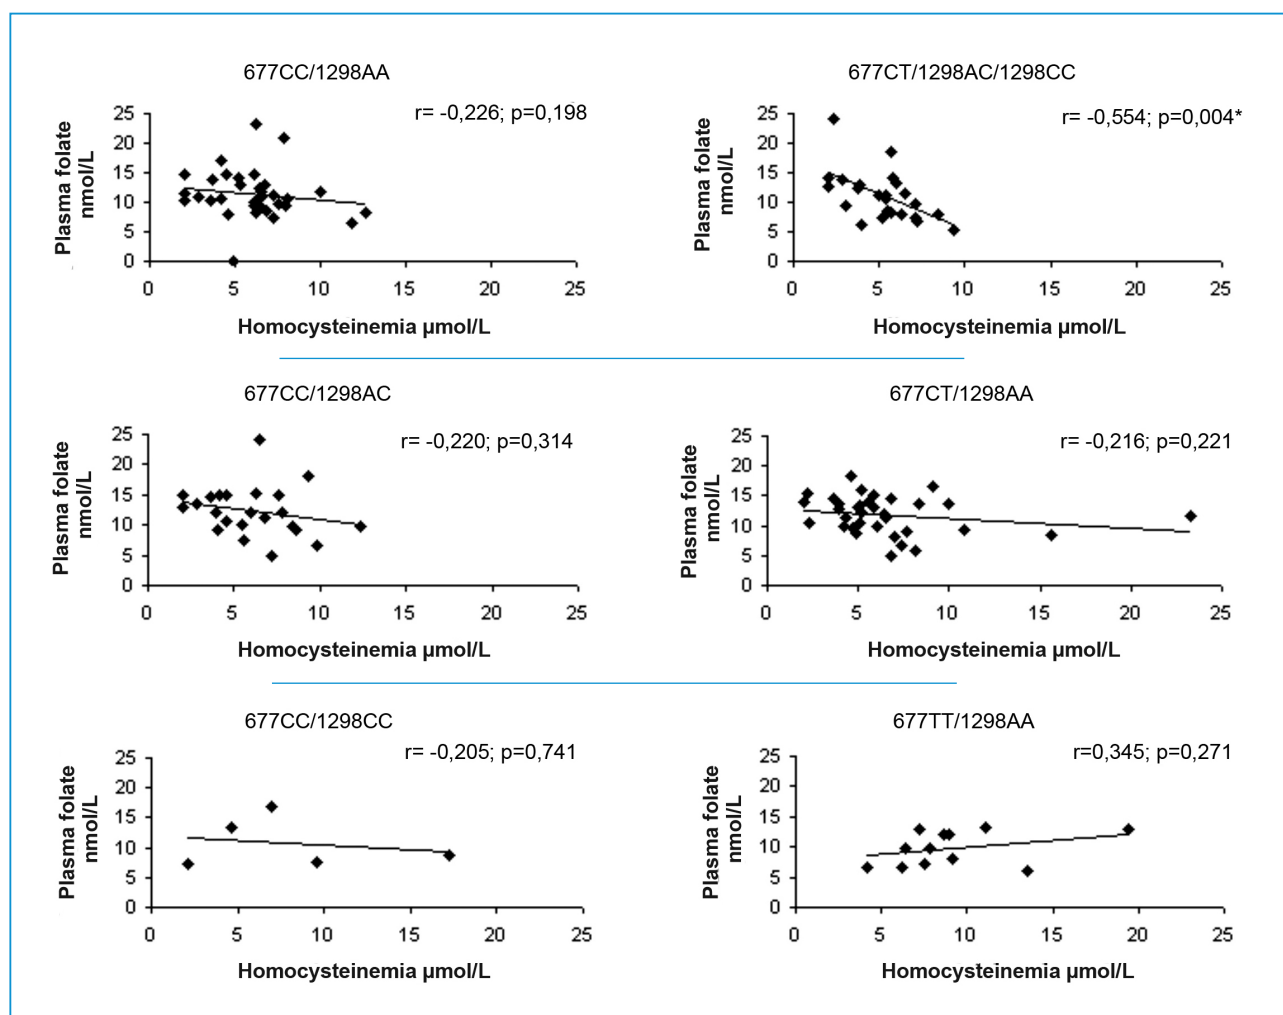 677CC/1298AA
r= -0,226; p=0,198
Plasma folate
nmol/L
25
20
15
10
5
0
0 5 10 15 20 25
Homocysteinemia µmol/L
677CT/1298AC/1298CC
r= -0,554; p=0,004*
Plasma folate
nmol/L
25
20
15
10
5
0
0 5 10 15 20 25
Homocysteinemia µmol/L
677CC/1298AC
r= -0,220; p=0,314
Plasma folate
nmol/L
25
20
15
10
5
0
0 5 10 15 20 25
Homocysteinemia µmol/L
677CT/1298AA
r= -0,216; p=0,221
Plasma folate
nmol/L
25
20
15
10
5
0
0 5 10 15 20 25
Homocysteinemia µmol/L
677CC/1298CC
r= -0,205; p=0,741
Plasma folate
nmol/L
25
20
15
10
5
0
0 5 10 15 20 25
Homocysteinemia µmol/L
677TT/1298AA
r=0,345; p=0,271
Plasma folate
nmol/L
25
20
15
10
5
0
0 5 10 15 20 25
Homocysteinemia µmol/L